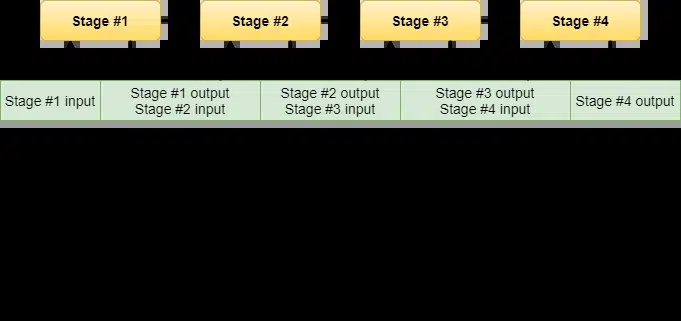 Stage #1
Stage #2
Stage #3
Stage #4
Stage #1 input
Stage #1 output
Stage #2 input
Stage #2 output
Stage #3 input
Stage #3 output
Stage #4 input
Stage #4 output